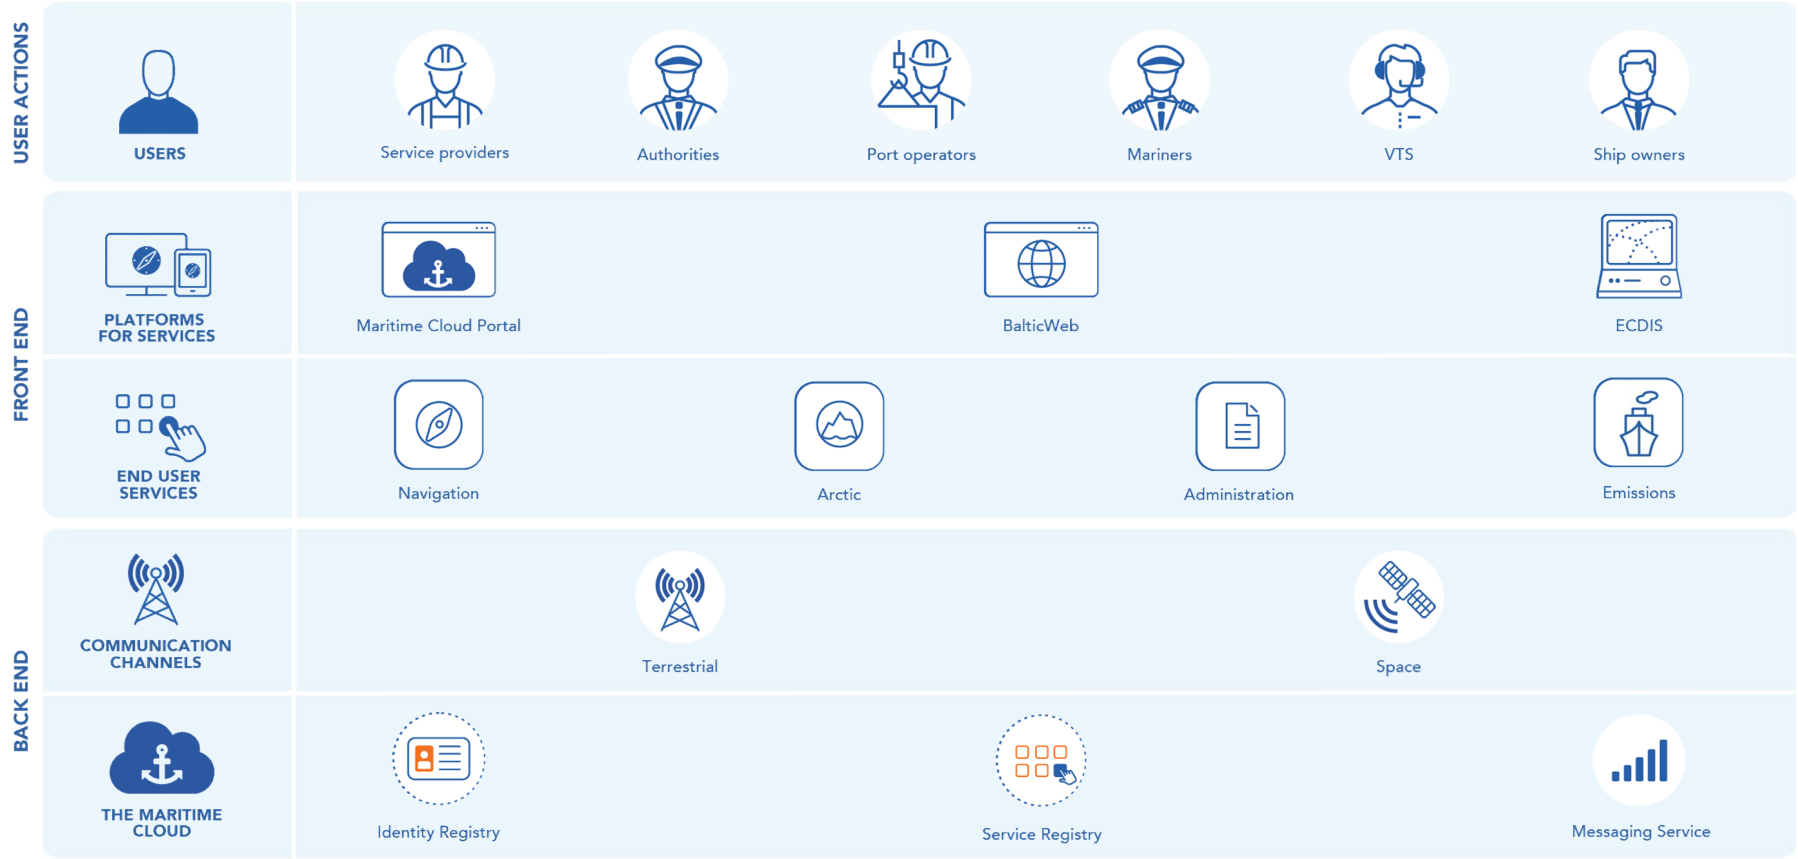 USER ACTIONS
USERS
Service providers
Authorities
Port operators
Mariners
VTS
Ship owners
FRONT END
PLATFORMS
FOR SERVICES
Maritime Cloud Portal
BalticWeb
ECDIS
END USER
SERVICES
Navigation
Arctic
Administration
Emissions
BACK END
COMMUNICATION
CHANNELS
Terrestrial
Space
THE MARITIME
CLOUD
Identity Registry
Service Registry
Messaging Service